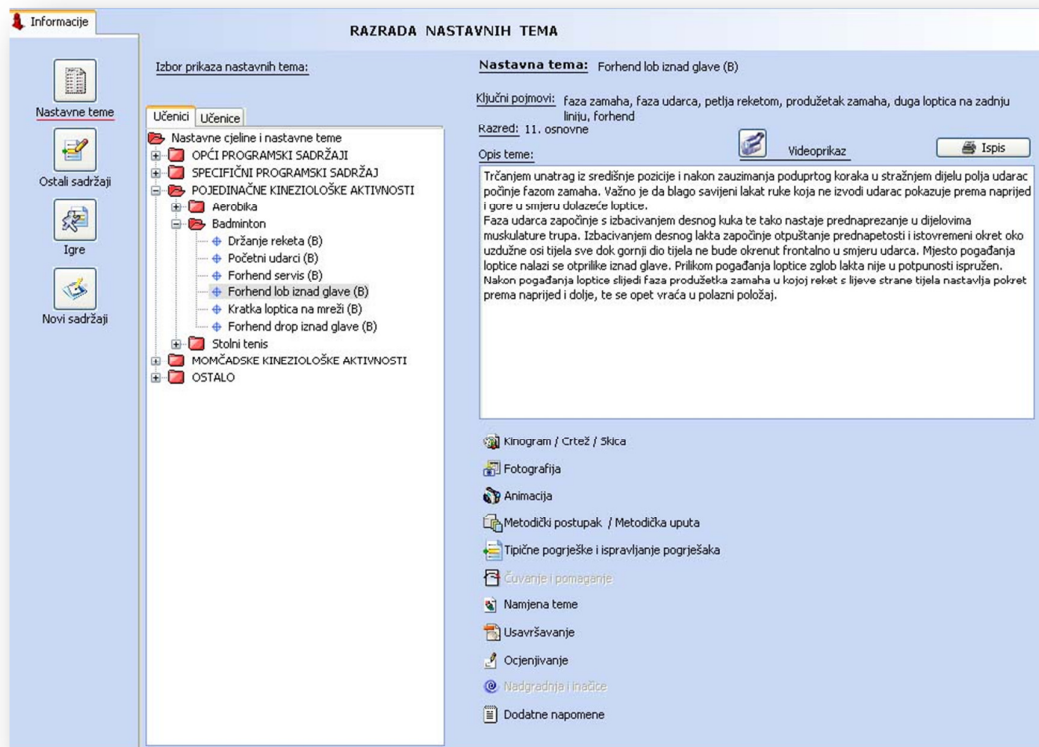 Informacije
RAZRADA NASTAVNIH TEMA
Nastavne teme
Ostali sadržaji
Igre
Novi sadržaji
Izbor prikaza nastavnih tema:
Učenici Učenice
Nastavne cjeline i nastavne teme
OPĆI PROGRAMSKI SADRŽAJI
SPECIFIČNI PROGRAMSKI SADRŽAJ
POJEDINAČNE KINEZIOLOŠKE AKTIVNOSTI
Aerobika
Badminton
Držanje reketa (B)
Početni udarci (B)
Forhend servis (B)
Forhend lob iznad glave (B)
Kratka loptica na mreži (B)
Forhend drop iznad glave (B)
Stolni tenis
MOMČADSKE KINEZIOLOŠKE AKTIVNOSTI
OSTALO
Nastavna tema: Forhend lob iznad glave (B)
Ključni pojmovi: faza zamaha, faza udarca, petlja reketom, produžetak zamaha, duga loptica na zadnju
liniju, forhend
Razred: 11. osnovne
Opis teme:
Videoprikaz
Ispis
Trčanjem unatrag iz središnje pozicije i nakon zauzimanja poduprtog koraka u stražnjem dijelu polja udarac
počinje fazom zamaha. Važno je da blago savijeni lakat ruke koja ne izvodi udarac pokazuje prema naprijed
i gore u smjeru dolazeće loptice.
Faza udarca započinje s izbacivanjem desnog kuka te tako nastaje prednaprezanje u dijelovima
muskulature trupa. Izbacivanjem desnog lakta započinje otpuštanje prednapetosti i istovremeni okret oko
uzdužne osi tijela sve dok gornji dio tijela ne bude okrenut frontalno u smjeru udarca. Mjesto pogađanja
loptice nalazi se otprilike iznad glave. Prilikom pogađanja loptice zglob lakta nije u potpunosti ispružen.
Nakon pogađanja loptice slijedi faza produžetka zamaha u kojoj reket s lijeve strane tijela nastavlja pokret
prema naprijed i dolje, te se opet vraća u polazni položaj.
Kinogram / Crtež / Skica
Fotografija
Animacija
Metodički postupak / Metodička uputa
Tipične pogrješke i ispravljanje pogrješaka
Čuvanje i pomaganje
Namjena teme
Usavršavanje
Ocjenjivanje
Nadgradnja i inačice
Dodatne napomene